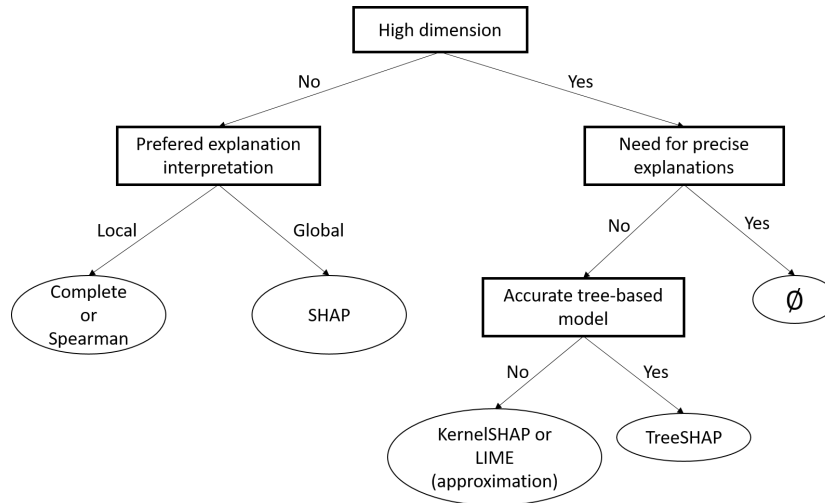 High dimension
No
Yes
Prefered explanation
interpretation
Need for precise
explanations
Local
Global
No
Yes
Complete
or
Spearman
SHAP
Accurate tree-based
model
Ø
No
Yes
KernelSHAP or
LIME
(approximation)
TreeSHAP